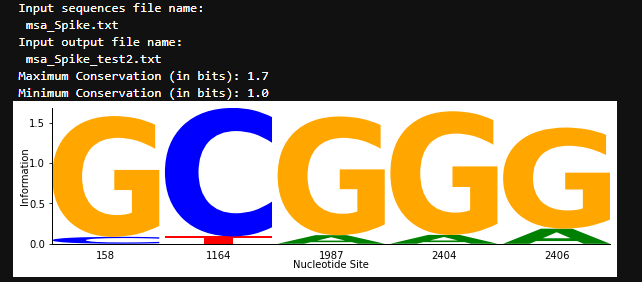 Input sequences file name:
msa_Spike.txt
Input output file name:
msa_Spike_test2.txt
Maximum Conservation (in bits): 1.7
Minimum Conservation (in bits): 1.0
Information
1.5
1.0
0.5
0.0
G C G G G
C T A A A
158 1164 1987 2404 2406
Nucleotide Site